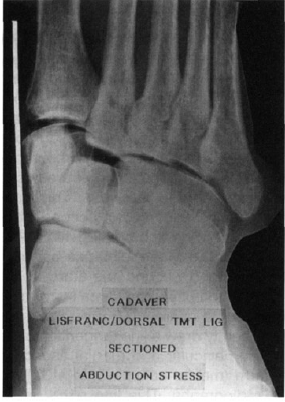 CADAVER
LISFRANC/DORSAL TMT LIG
SECTIONED
ABDUCTION STRESS